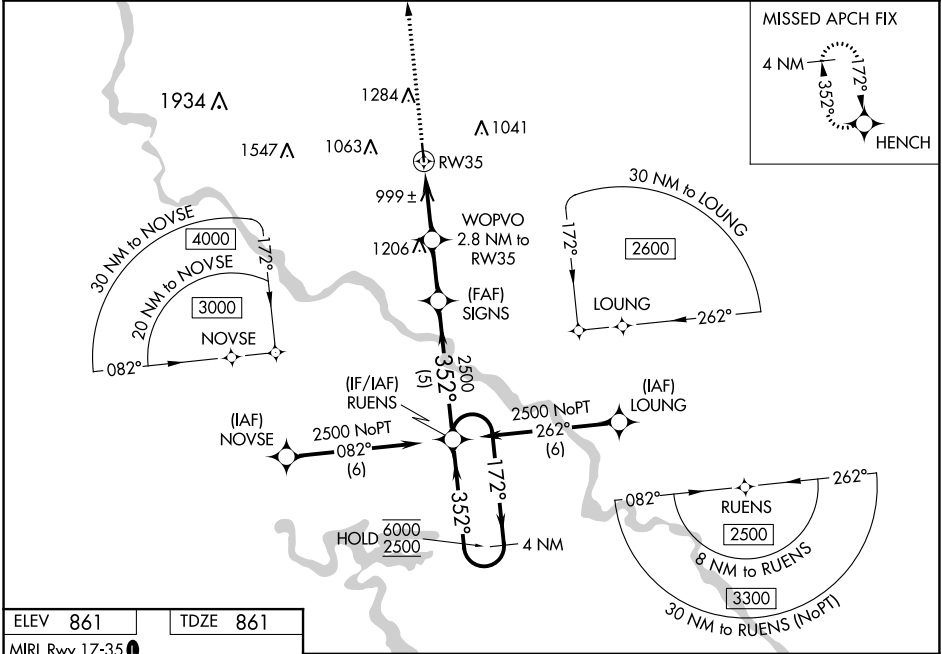 MISSED APCH FIX
4 NM
172°
352°
HENCH
1934
1284
1041
1547
1063
RW35
999 ±
WOPVO
2.8 NM to
RW35
1206
(FAF)
SIGNS
30 NM to NOVSE
4000
172°
20 NM to NOVSE
3000
NOVSE
082°
30 NM to LOUNG
172°
2600
LOUNG
262°
2500
352°
(5)
(IF/IAF)
RUENS
(IAF)
NOVSE
2500 NoPT
082°
(6)
(IAF)
LOUNG
2500 NoPT
262°
(6)
172°
352°
HOLD
6000
2500
4 NM
082°
262°
RUENS
2500
8 NM to RUENS
3300
30 NM to RUENS (NoPT)
ELEV 861
TDZE 861
MIRL Rwy 17-35 L